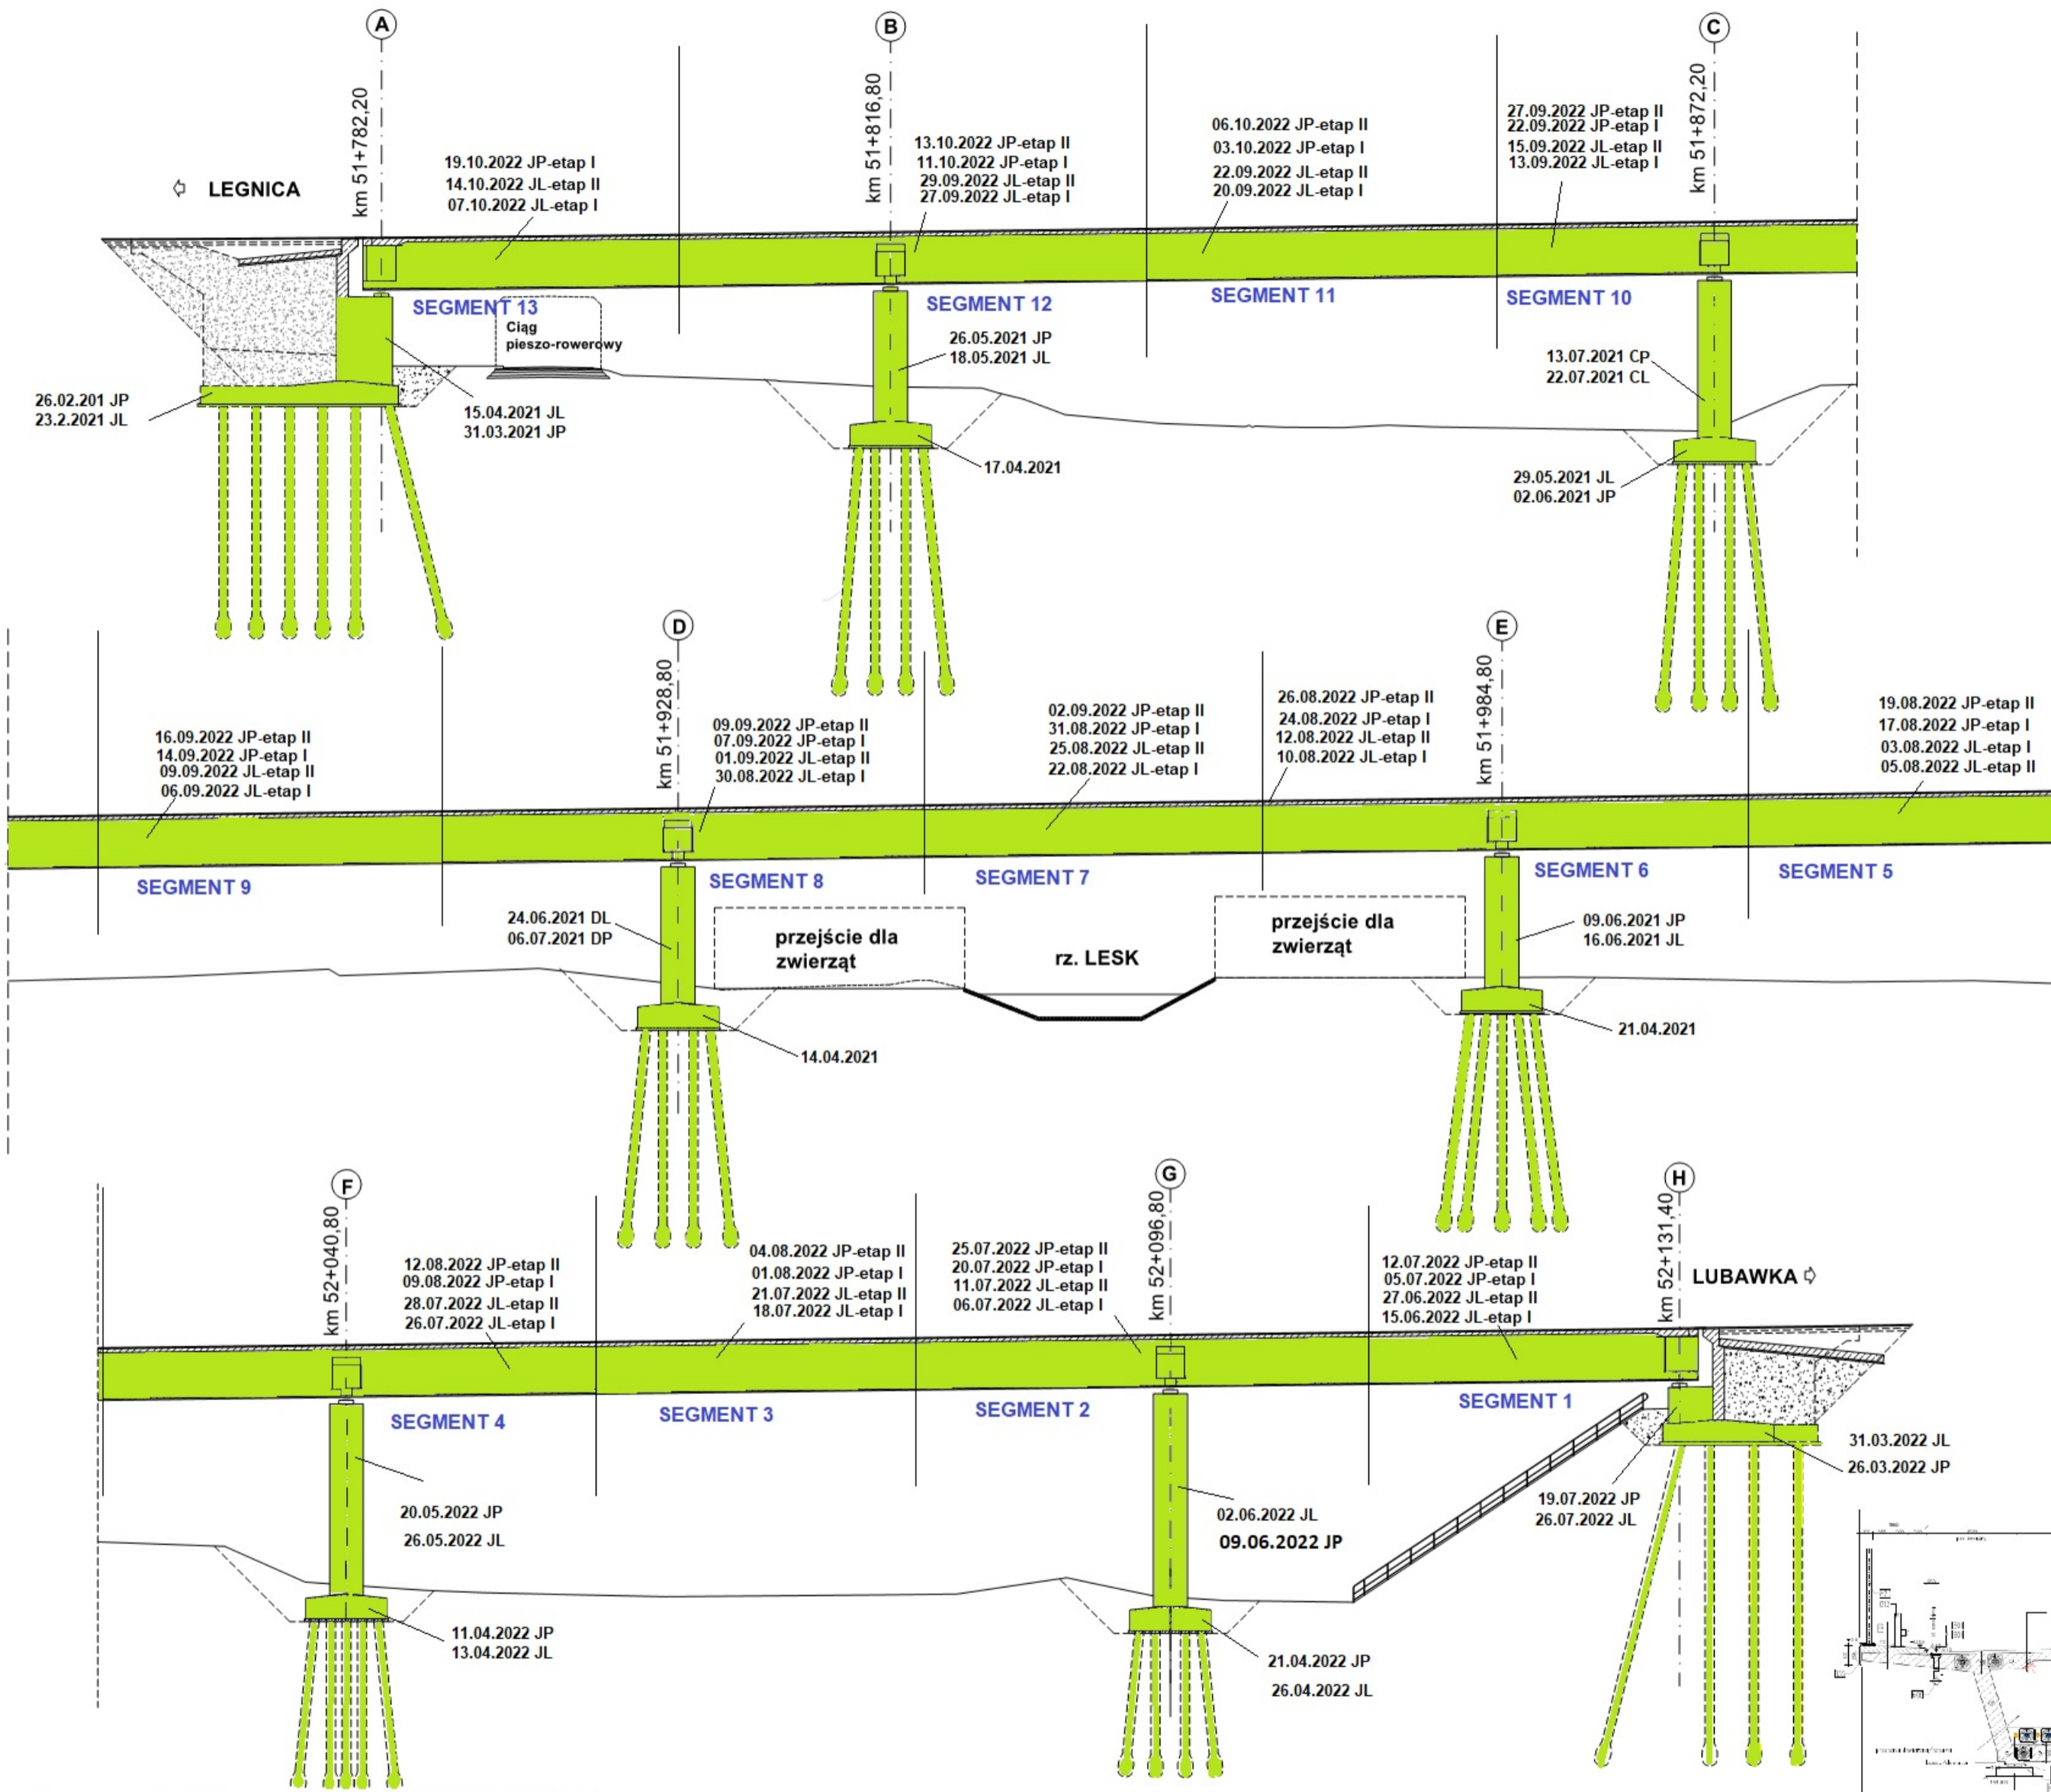 A
B
C
km 51+782,20
km 51+816,80
km 51+872,20
⇦ LEGNICA
19.10.2022 JP-etap I
14.10.2022 JL-etap II
07.10.2022 JL-etap I
13.10.2022 JP-etap II
11.10.2022 JP-etap I
29.09.2022 JL-etap II
27.09.2022 JL-etap I
06.10.2022 JP-etap II
03.10.2022 JP-etap I
22.09.2022 JL-etap II
20.09.2022 JL-etap I
27.09.2022 JP-etap II
22.09.2022 JP-etap I
15.09.2022 JL-etap II
13.09.2022 JL-etap I
SEGMENT 13
SEGMENT 12
SEGMENT 11
SEGMENT 10
Ciąg
pieszo-rowerowy
26.05.2021 JP
18.05.2021 JL
13.07.2021 CP
22.07.2021 CL
26.02.201 JP
23.2.2021 JL
15.04.2021 JL
31.03.2021 JP
17.04.2021
29.05.2021 JL
02.06.2021 JP
D
E
km 51+928,80
km 51+984,80
16.09.2022 JP-etap II
14.09.2022 JP-etap I
09.09.2022 JL-etap II
06.09.2022 JL-etap I
09.09.2022 JP-etap II
07.09.2022 JP-etap I
01.09.2022 JL-etap II
30.08.2022 JL-etap I
02.09.2022 JP-etap II
31.08.2022 JP-etap I
25.08.2022 JL-etap II
22.08.2022 JL-etap I
26.08.2022 JP-etap II
24.08.2022 JP-etap I
12.08.2022 JL-etap II
10.08.2022 JL-etap I
19.08.2022 JP-etap II
17.08.2022 JP-etap I
03.08.2022 JL-etap I
05.08.2022 JL-etap II
SEGMENT 9
SEGMENT 8
SEGMENT 7
SEGMENT 6
SEGMENT 5
24.06.2021 DL
06.07.2021 DP
przejście dla
zwierząt
rz. LESK
przejście dla
zwierząt
09.06.2021 JP
16.06.2021 JL
14.04.2021
21.04.2021
F
G
H
km 52+040,80
km 52+096,80
km 52+131,40
12.08.2022 JP-etap II
09.08.2022 JP-etap I
28.07.2022 JL-etap II
26.07.2022 JL-etap I
04.08.2022 JP-etap II
01.08.2022 JP-etap I
21.07.2022 JL-etap II
18.07.2022 JL-etap I
25.07.2022 JP-etap II
20.07.2022 JP-etap I
11.07.2022 JL-etap II
06.07.2022 JL-etap I
12.07.2022 JP-etap II
05.07.2022 JP-etap I
27.06.2022 JL-etap II
15.06.2022 JL-etap I
LUBAWKA ⇨
SEGMENT 4
SEGMENT 3
SEGMENT 2
SEGMENT 1
20.05.2022 JP
26.05.2022 JL
02.06.2022 JL
09.06.2022 JP
31.03.2022 JL
26.03.2022 JP
19.07.2022 JP
26.07.2022 JL
11.04.2022 JP
13.04.2022 JL
21.04.2022 JP
26.04.2022 JL